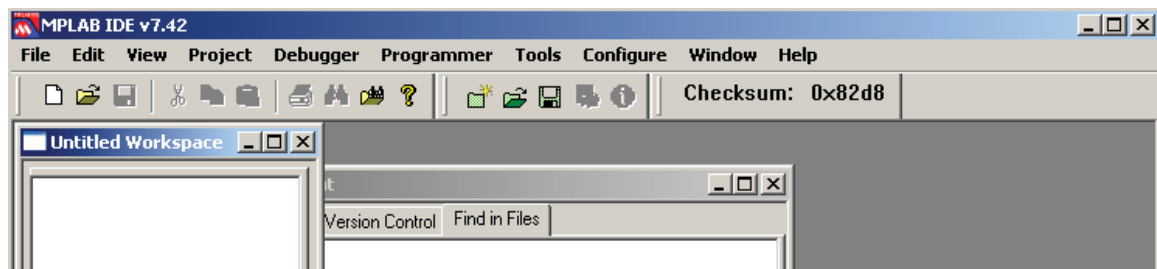 MPLAB IDE v7.42
File Edit View Project Debugger Programmer Tools Configure Window Help
Checksum: 0x82d8
Untitled Workspace
Version Control Find in Files